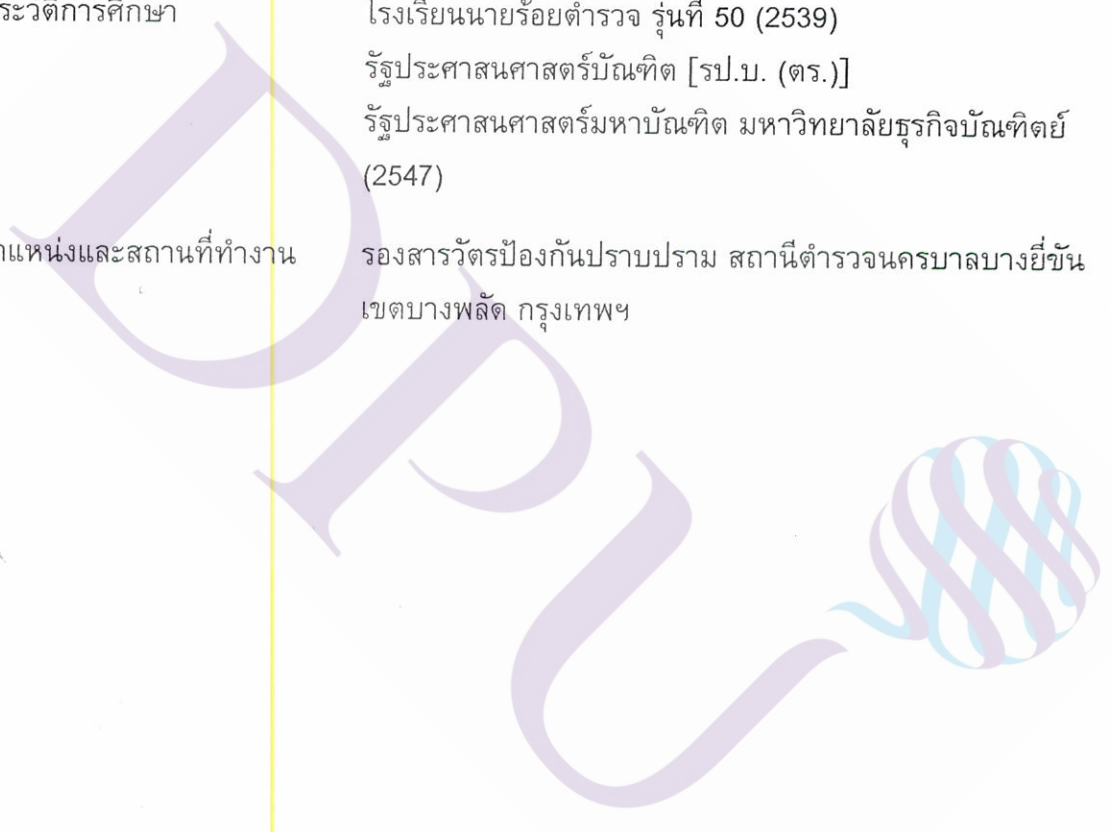 ระวัติการศึกษา โรงเรียนนายร้อยตำรวจ รุ่นที่ 50 (2539)
รัฐประศาสนศาสตร์บัณฑิต [รป.บ. (ตร.)]
รัฐประศาสนศาสตร์มหาบัณฑิต มหาวิทยาลัยธุรกิจบัณฑิตย์
(2547)
าแหน่งและสถานที่ทำงาน รองสารวัตรป้องกันปราบปราม สถานีตำรวจนครบาลบางยี่ขัน
เขตบางพลัด กรุงเทพฯ
DPU